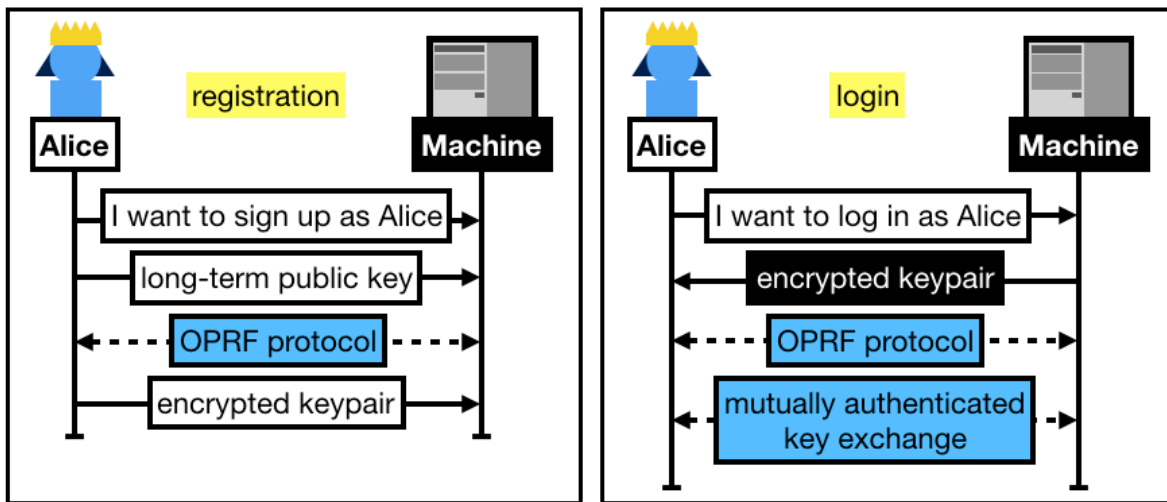 registration
Alice
Machine
I want to sign up as Alice
long-term public key
OPRF protocol
encrypted keypair
login
Alice
Machine
I want to log in as Alice
encrypted keypair
OPRF protocol
mutually authenticated
key exchange